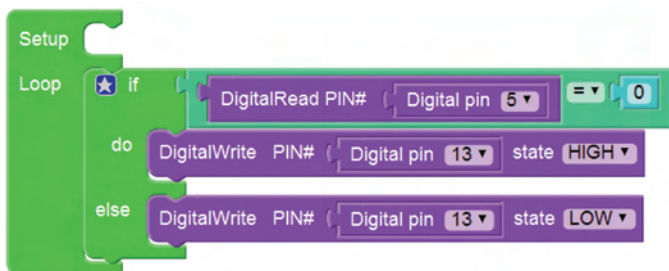 Setup
Loop if DigitalRead PIN# Digital pin 5 = 0
do DigitalWrite PIN# Digital pin 13 state HIGH
else DigitalWrite PIN# Digital pin 13 state LOW